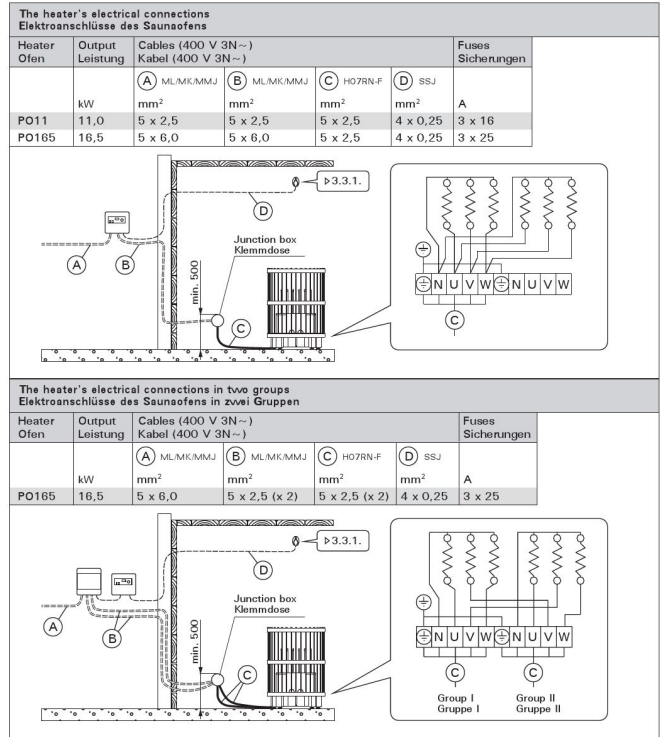 The heater's electrical connections
Elektroanschlüsse des Saunaofens
Heater Output Cables (400 V 3N~) Fuses
Ofen Leistung Kabel (400 V 3N~) Sicherungen
A ML/MK/MMJ B ML/MK/MMJ C H07RN-F D SSJ
kW mm² mm² mm² mm² A
PO11 11,0 5 x 2,5 5 x 2,5 5 x 2,5 4 x 0,25 3 x 16
PO165 16,5 5 x 6,0 5 x 6,0 5 x 2,5 4 x 0,25 3 x 25
▷3.3.1.
D
A
B
Junction box
Klemmdose
min. 500
C
N U V W N U V W
C
The heater's electrical connections in two groups
Elektroanschlüsse des Saunaofens in zwei Gruppen
Heater Output Cables (400 V 3N~) Fuses
Ofen Leistung Kabel (400 V 3N~) Sicherungen
A ML/MK/MMJ B ML/MK/MMJ C H07RN-F D SSJ
kW mm² mm² mm² mm² A
PO165 16,5 5 x 6,0 5 x 2,5 (x 2) 5 x 2,5 (x 2) 4 x 0,25 3 x 25
▷3.3.1.
D
A
B
Junction box
Klemmdose
min. 500
C
N U V W N U V W
C C
Group I Group II
Gruppe I Gruppe II